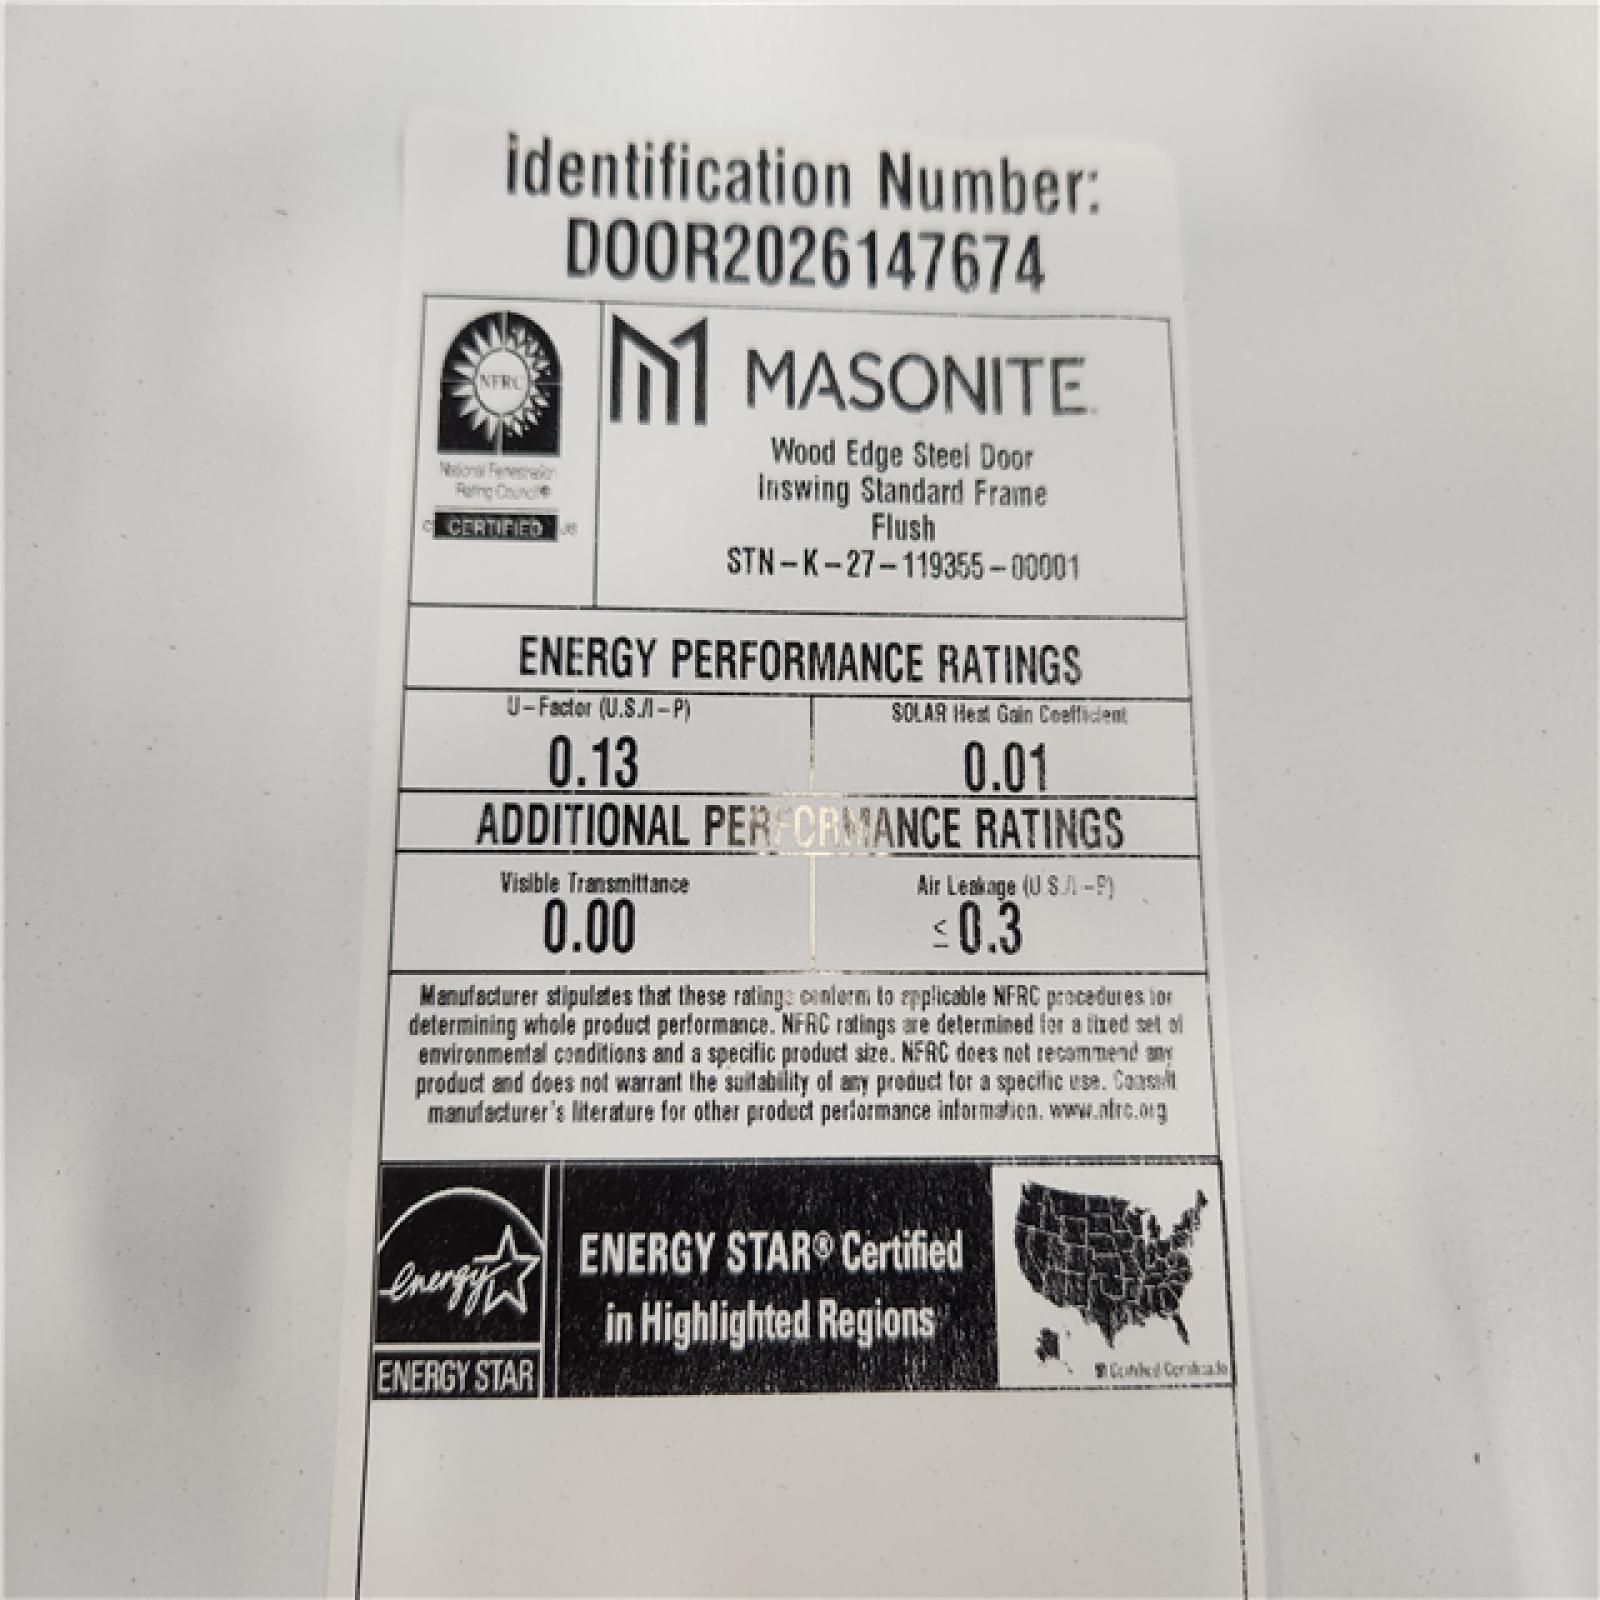 Identification Number:
DOOR2026147674
NFRC
National Fenestration
Rating Council®
CERTIFIED
MASONITE
Wood Edge Steel Door
Inswing Standard Frame
Flush
STN-K-27-119355-00001
ENERGY PERFORMANCE RATINGS
U-Factor (U.S./I-P)
0.13
SOLAR Heat Gain Coefficient
0.01
ADDITIONAL PERFORMANCE RATINGS
Visible Transmittance
0.00
Air Leakage (U.S./I-P)
≤ 0.3
Manufacturer stipulates that these ratings conform to applicable NFRC procedures for
determining whole product performance. NFRC ratings are determined for a fixed set of
environmental conditions and a specific product size. NFRC does not recommend any
product and does not warrant the suitability of any product for a specific use. Consult
manufacturer's literature for other product performance information. www.nfrc.org
energy
ENERGY STAR
ENERGY STAR® Certified
in Highlighted Regions